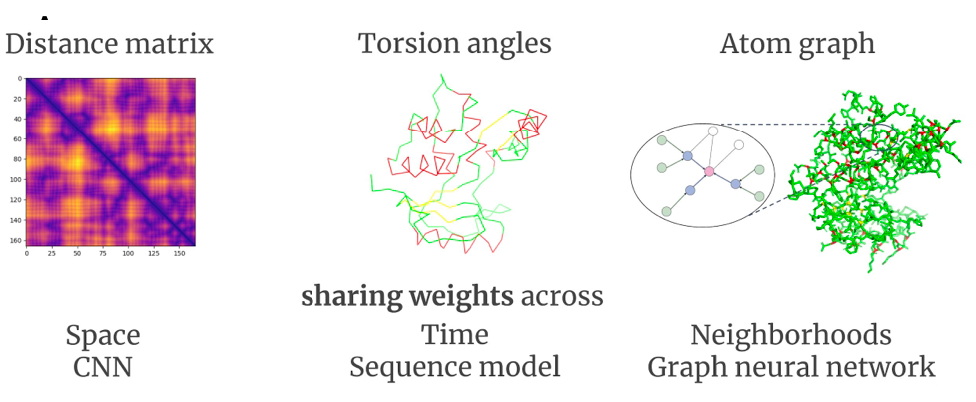 Distance matrix
Torsion angles
Atom graph
0
20
40
60
80
100
120
140
160
0
25
50
75
100
125
150
sharing weights across
Space
CNN
Time
Sequence model
Neighborhoods
Graph neural network